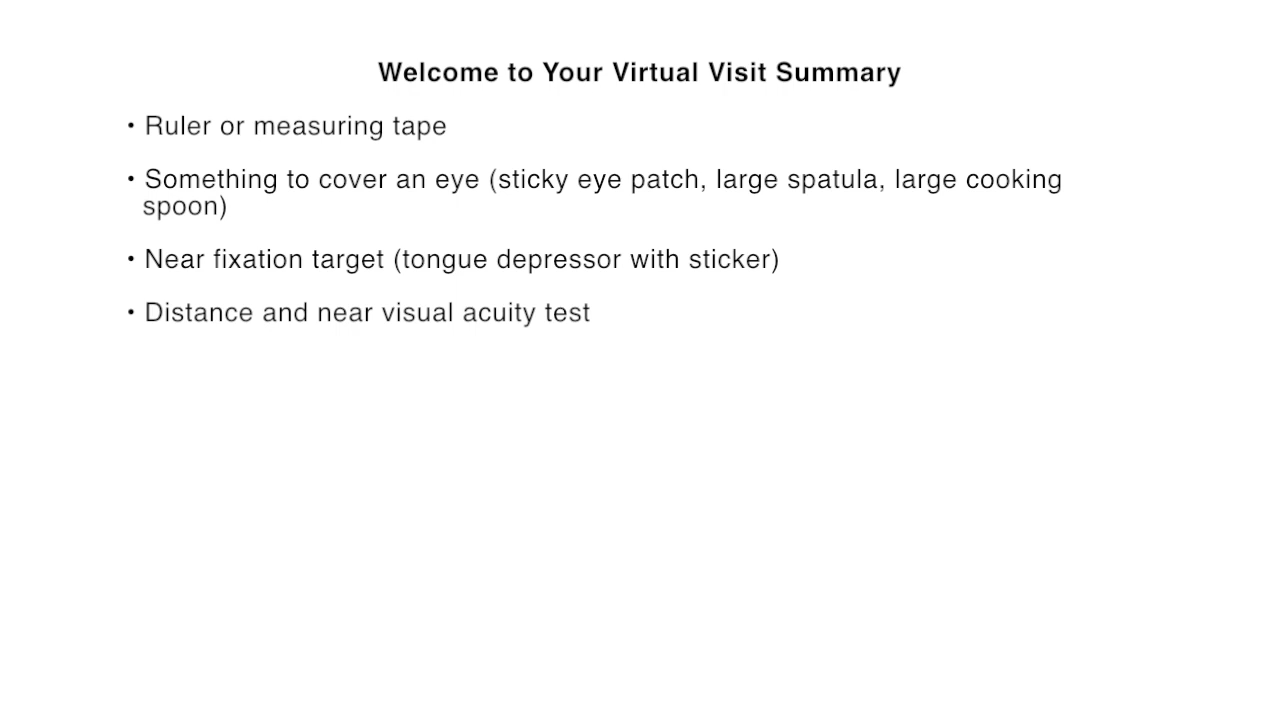 Welcome to Your Virtual Visit Summary
• Ruler or measuring tape
• Something to cover an eye (sticky eye patch, large spatula, large cooking
spoon)
• Near fixation target (tongue depressor with sticker)
• Distance and near visual acuity test